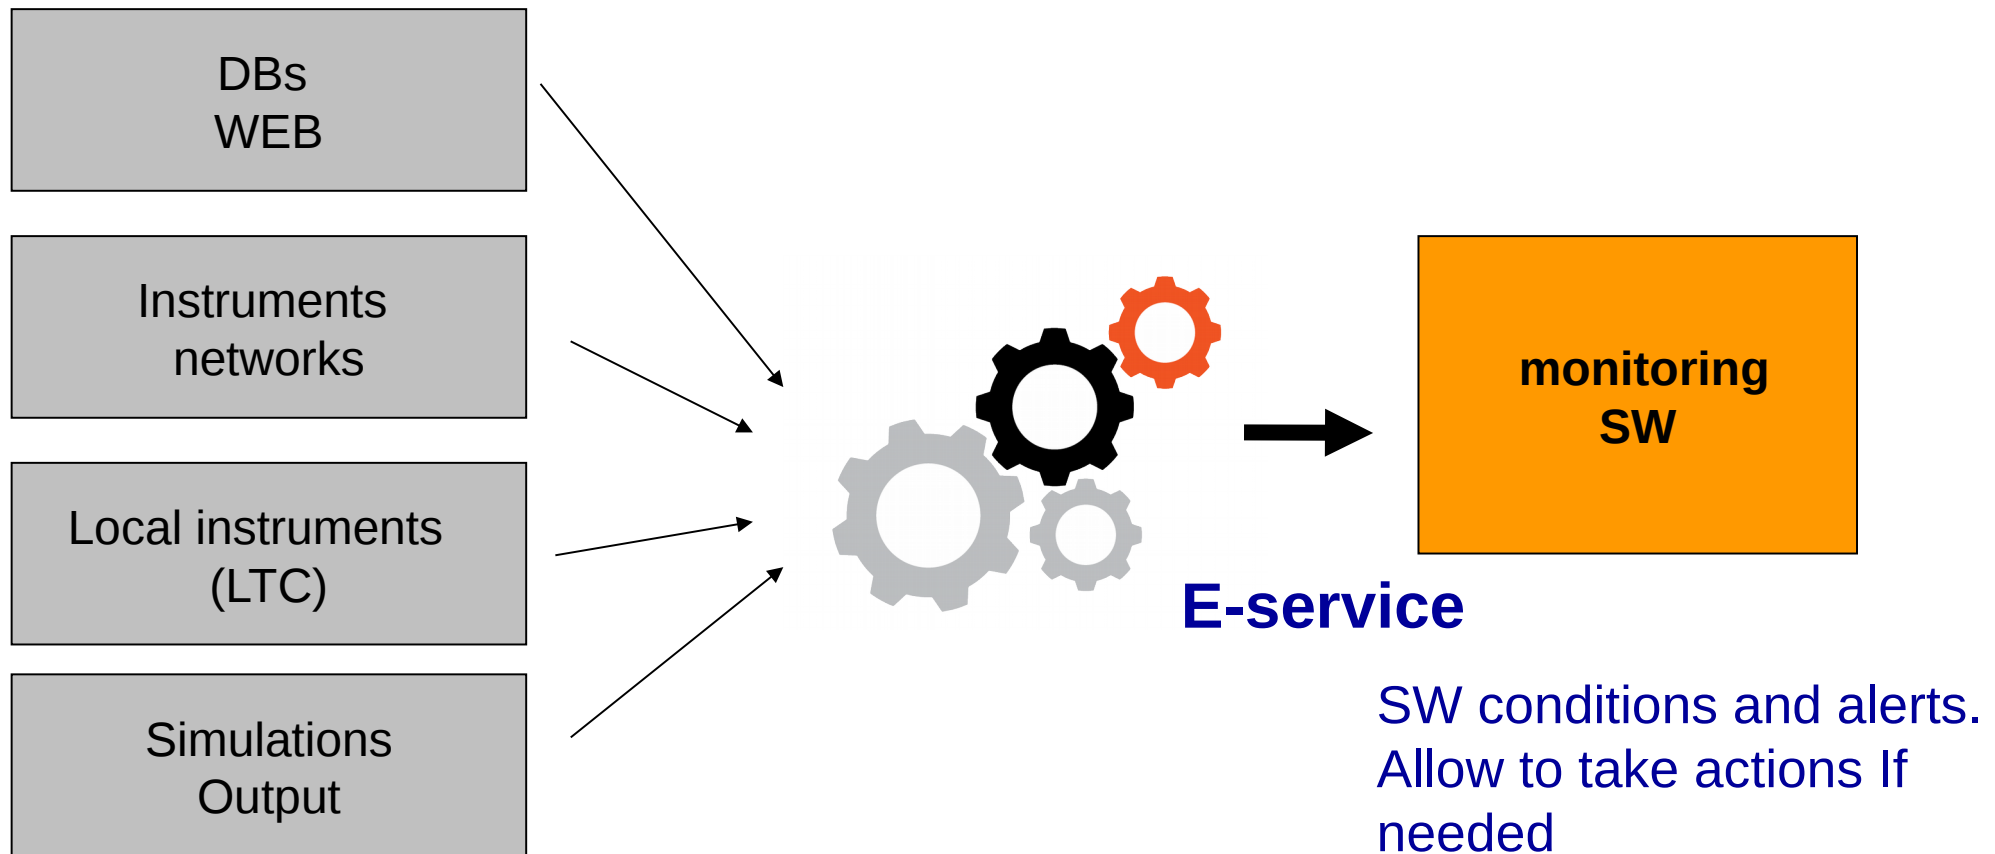 DBs
WEB
Instruments
networks
Local instruments
(LTC)
Simulations
Output
monitoring
SW
E-service
SW conditions and alerts.
Allow to take actions If
needed